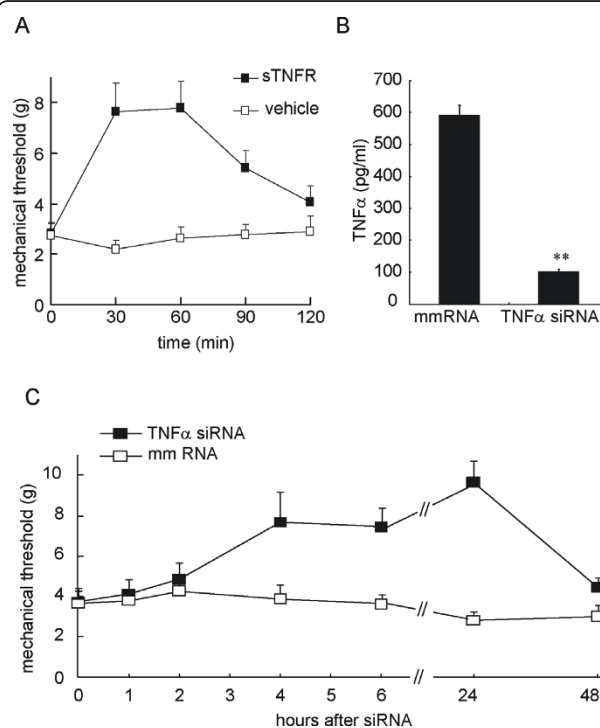 A
sTNFR
vehicle
mechanical threshold (g)
8
6
4
2
0
0 30 60 90 120
time (min)
B
TNFα (pg/ml)
700
600
500
400
300
200
100
0
**
mmRNA TNFα siRNA
C
TNFα siRNA
mm RNA
mechanical threshold (g)
10
8
6
4
2
0
// //
//
0 1 2 3 4 6 24 48
hours after siRNA